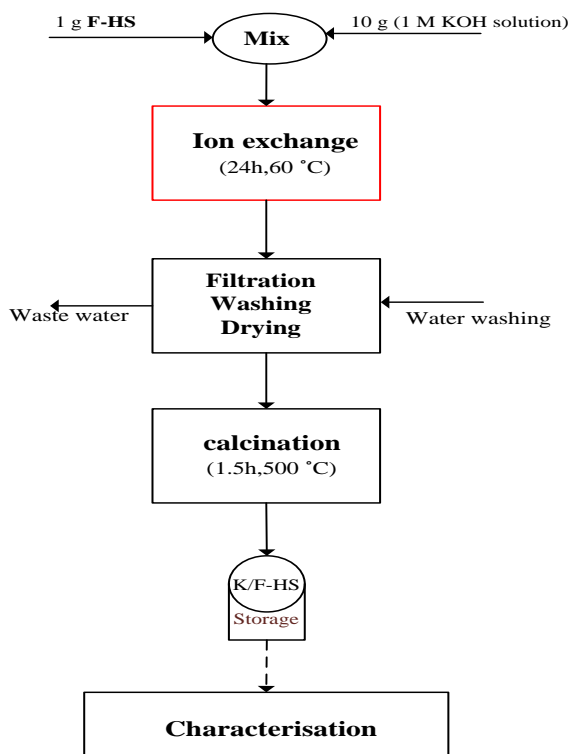 1 g F-HS
10 g (1 M KOH solution)
Mix
Ion exchange
(24h,60 ˚C)
Filtration
Washing
Drying
Waste water
Water washing
calcination
(1.5h,500 ˚C)
K/F-HS
Storage
Characterisation